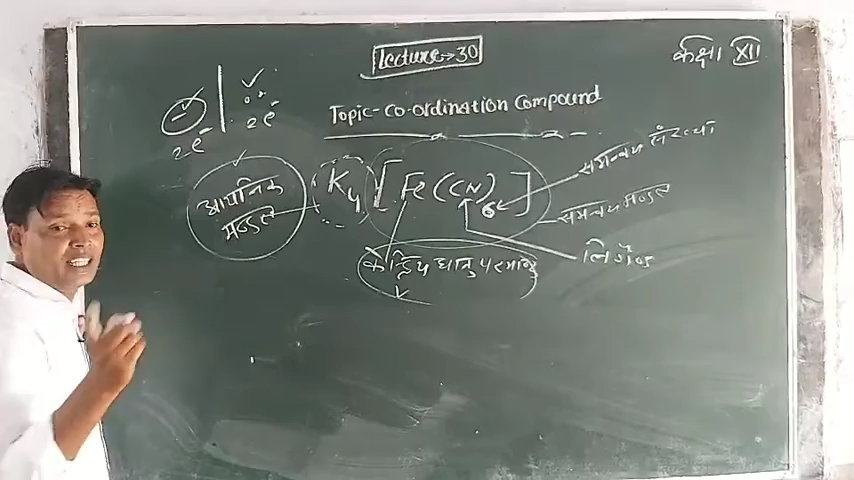 Lecture → 30
कक्षा XII
2e⁻ 2e⁻
Topic - Co-ordination Compound
K₄ [Fe(CN)₆]
समन्वय संख्या
आयनिक मण्डल
समन्वय मण्डल
लिगेंड
केन्द्रिय धातु परमाणु